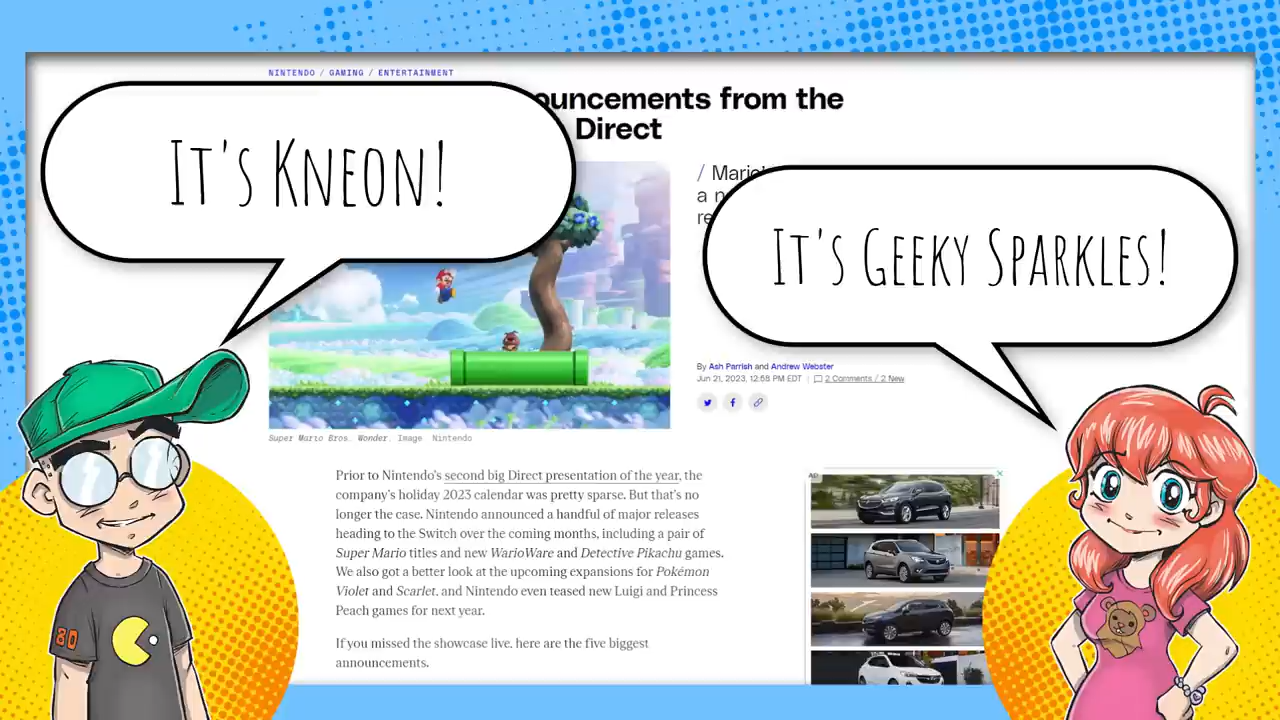 NINTENDO / GAMING / ENTERTAINMENT
ouncements from the
Direct
It's Kneon!
/ Mario'
a n
re
It's Geeky Sparkles!
By Ash Parrish and Andrew Webster
Jun 21, 2023, 12:58 PM EDT | 2 Comments / 2 New
Super Mario Bros. Wonder. Image Nintendo
Prior to Nintendo's second big Direct presentation of the year, the
company's holiday 2023 calendar was pretty sparse. But that's no
longer the case. Nintendo announced a handful of major releases
heading to the Switch over the coming months, including a pair of
Super Mario titles and new WarioWare and Detective Pikachu games.
We also got a better look at the upcoming expansions for Pokémon
Violet and Scarlet, and Nintendo even teased new Luigi and Princess
Peach games for next year.
If you missed the showcase live, here are the five biggest
announcements.
AD
80